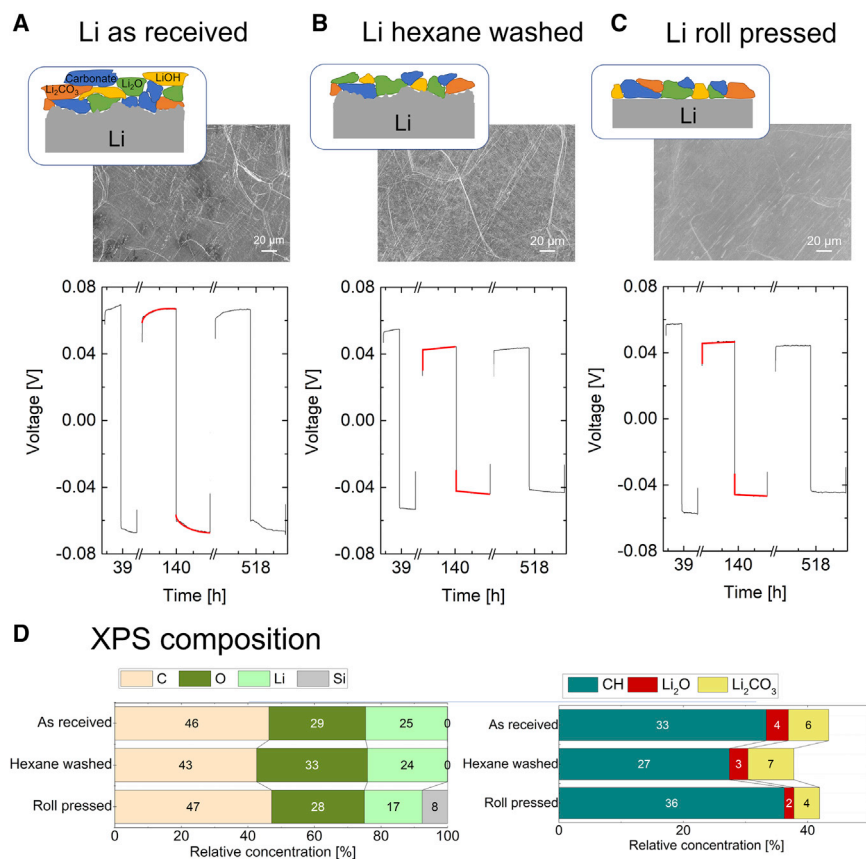 A Li as received
B Li hexane washed
C Li roll pressed
Carbonate
LiOH
Li₂O
Li₂CO₃
Li
Li
Li
20 µm
20 µm
20 µm
0.08
0.04
0.00
-0.04
-0.08
Voltage [V]
39 140 518
Time [h]
0.08
0.04
0.00
-0.04
-0.08
Voltage [V]
39 140 518
Time [h]
0.08
0.04
0.00
-0.04
-0.08
Voltage [V]
39 140 518
Time [h]
D XPS composition
C O Li Si
As received 46 29 25 0
Hexane washed 43 33 24 0
Roll pressed 47 28 17 8
0 20 40 60 80 100
Relative concentration [%]
CH Li₂O Li₂CO₃
As received 33 4 6
Hexane washed 27 3 7
Roll pressed 36 2 4
0 20 40
Relative concentration [%]